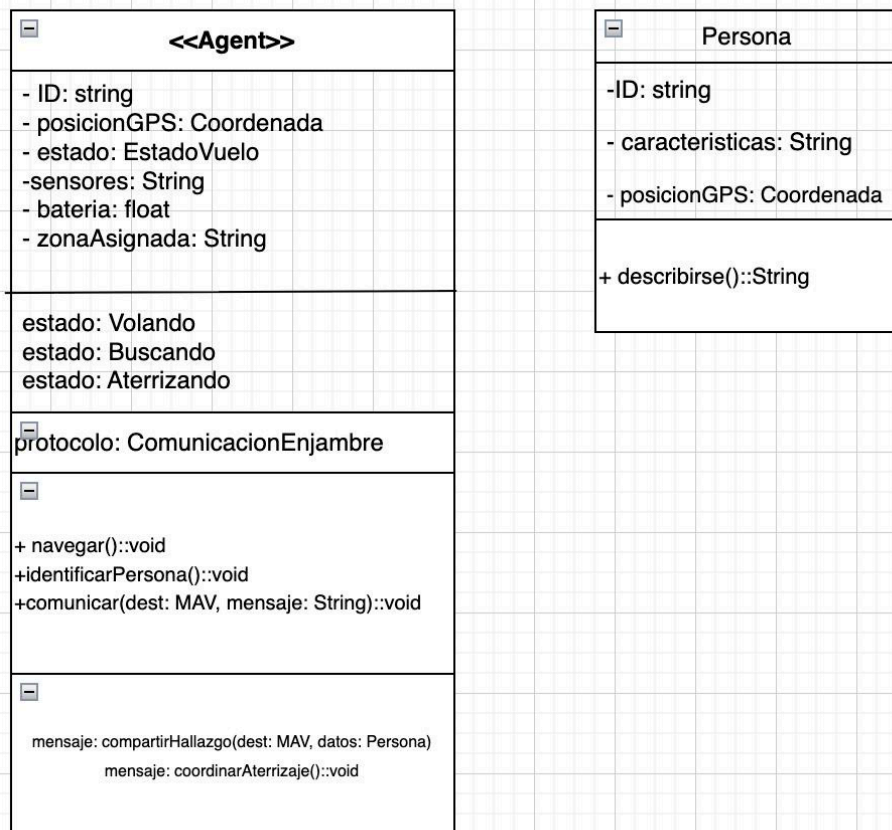 <<Agent>>
- ID: string
- posicionGPS: Coordenada
- estado: EstadoVuelo
-sensores: String
- bateria: float
- zonaAsignada: String
estado: Volando
estado: Buscando
estado: Aterrizando
protocolo: ComunicacionEnjambre
+ navegar()::void
+identificarPersona()::void
+comunicar(dest: MAV, mensaje: String)::void
mensaje: compartirHallazgo(dest: MAV, datos: Persona)
mensaje: coordinarAterrizaje()::void
Persona
-ID: string
- caracteristicas: String
- posicionGPS: Coordenada
+ describirse()::String